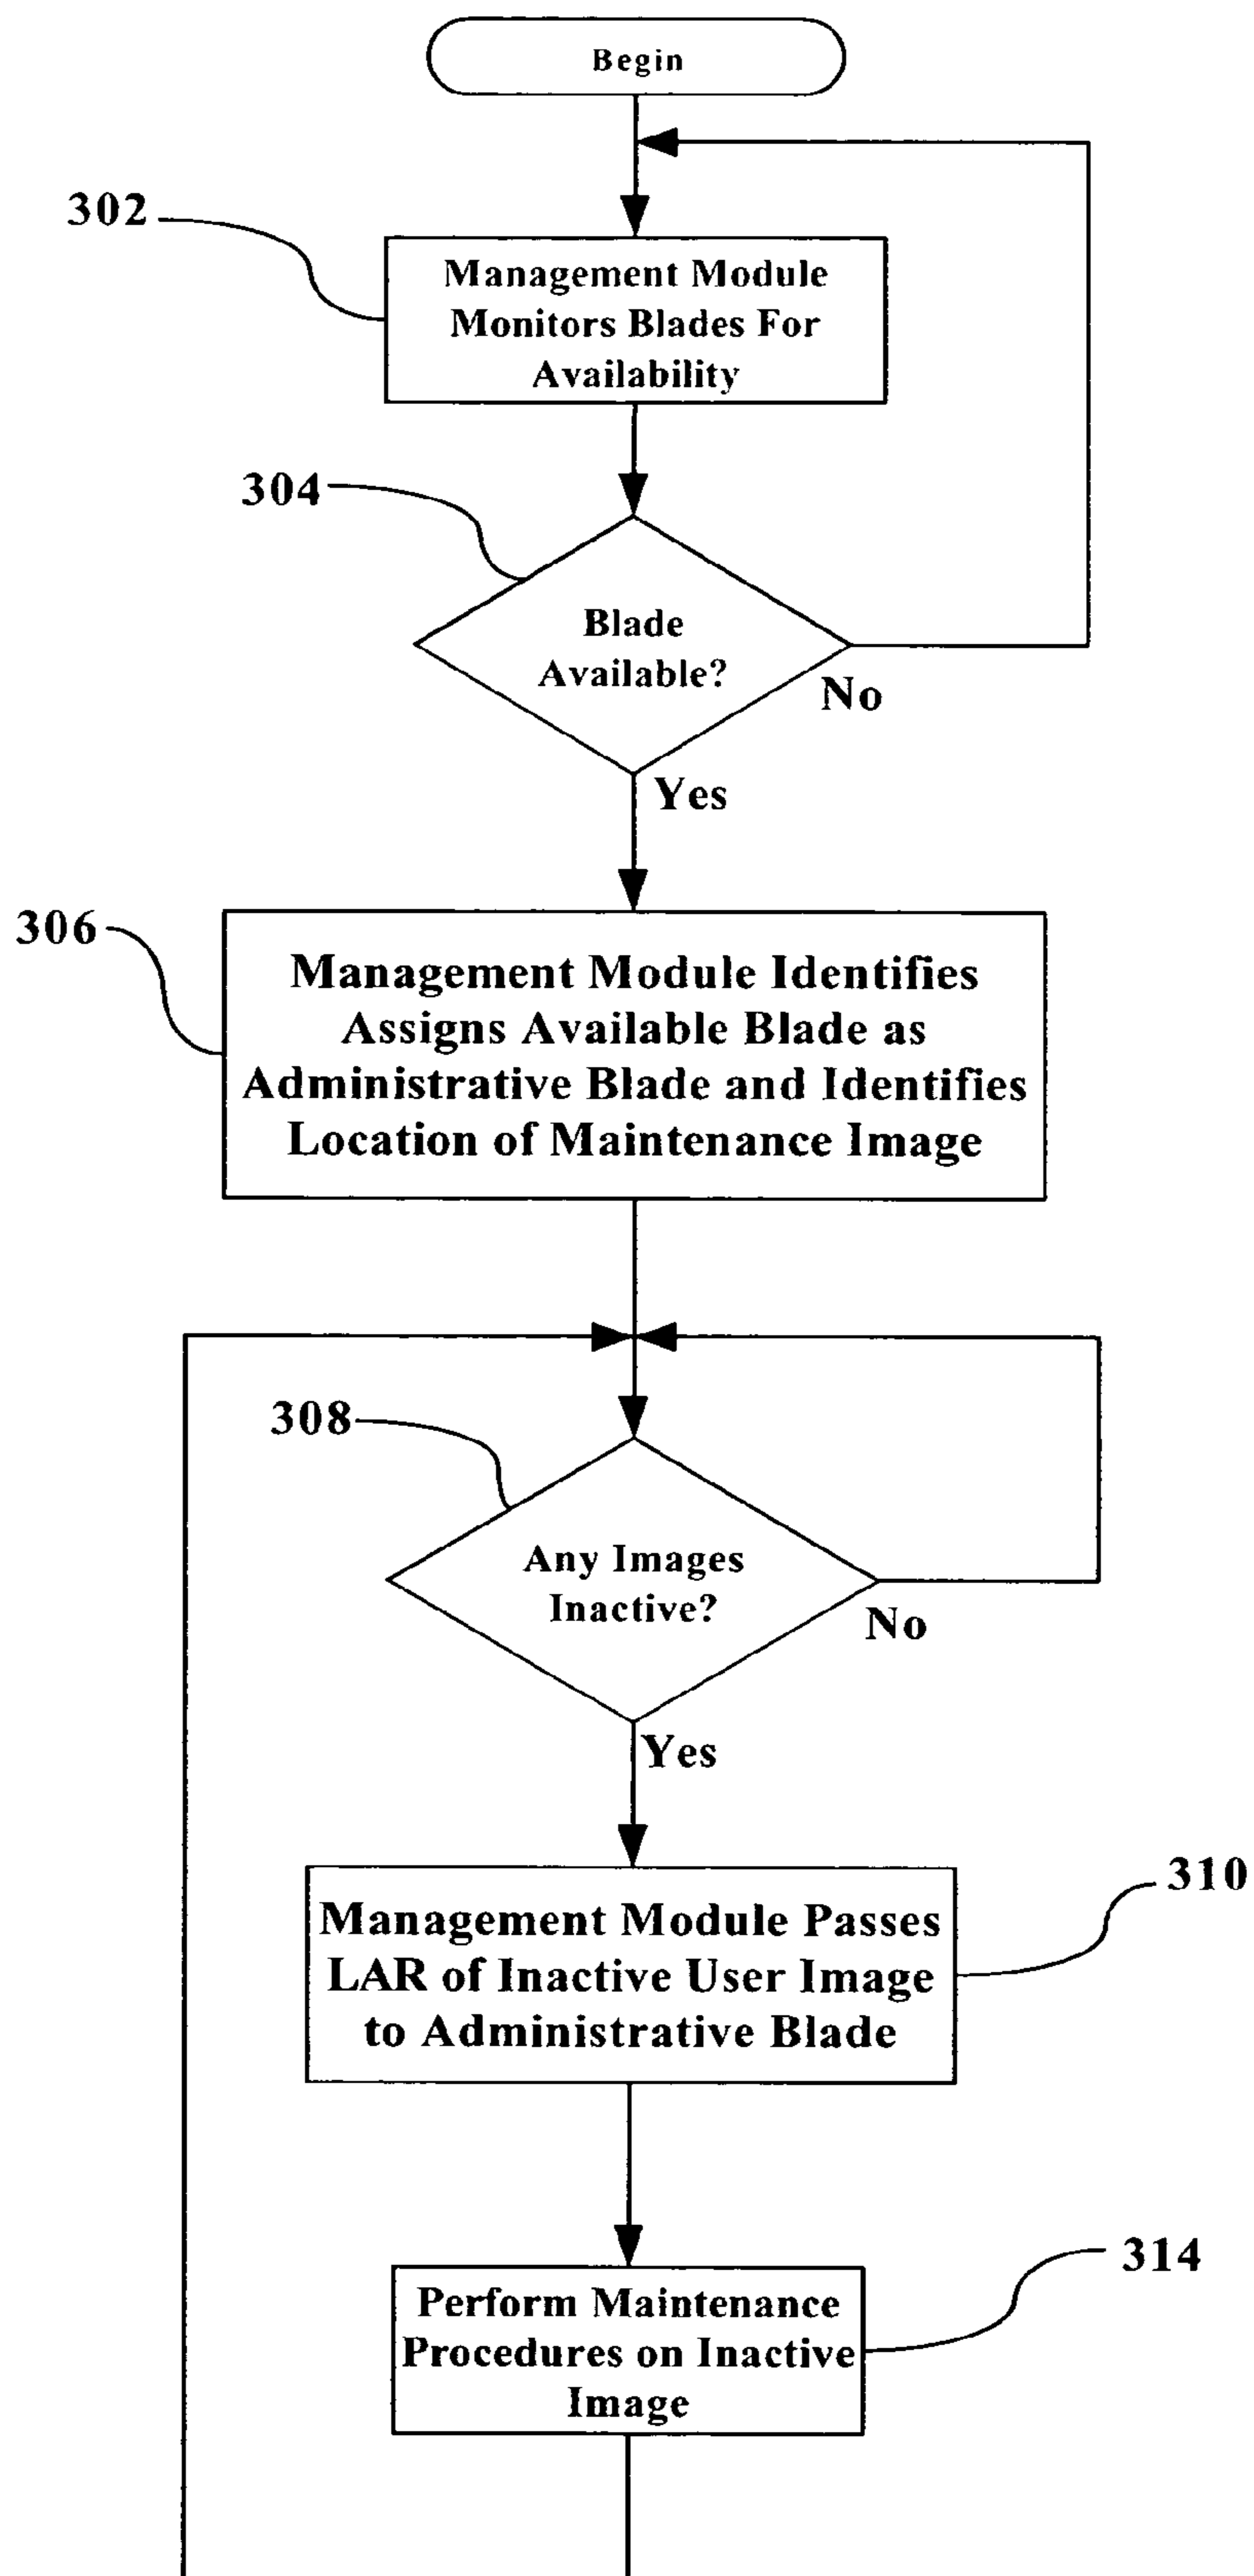 Begin
302
Management Module
Monitors Blades For
Availability
304
Blade
Available?
No
Yes
306
Management Module Identifies
Assigns Available Blade as
Administrative Blade and Identifies
Location of Maintenance Image
308
Any Images
Inactive?
No
Yes
310
Management Module Passes
LAR of Inactive User Image
to Administrative Blade
314
Perform Maintenance
Procedures on Inactive
Image